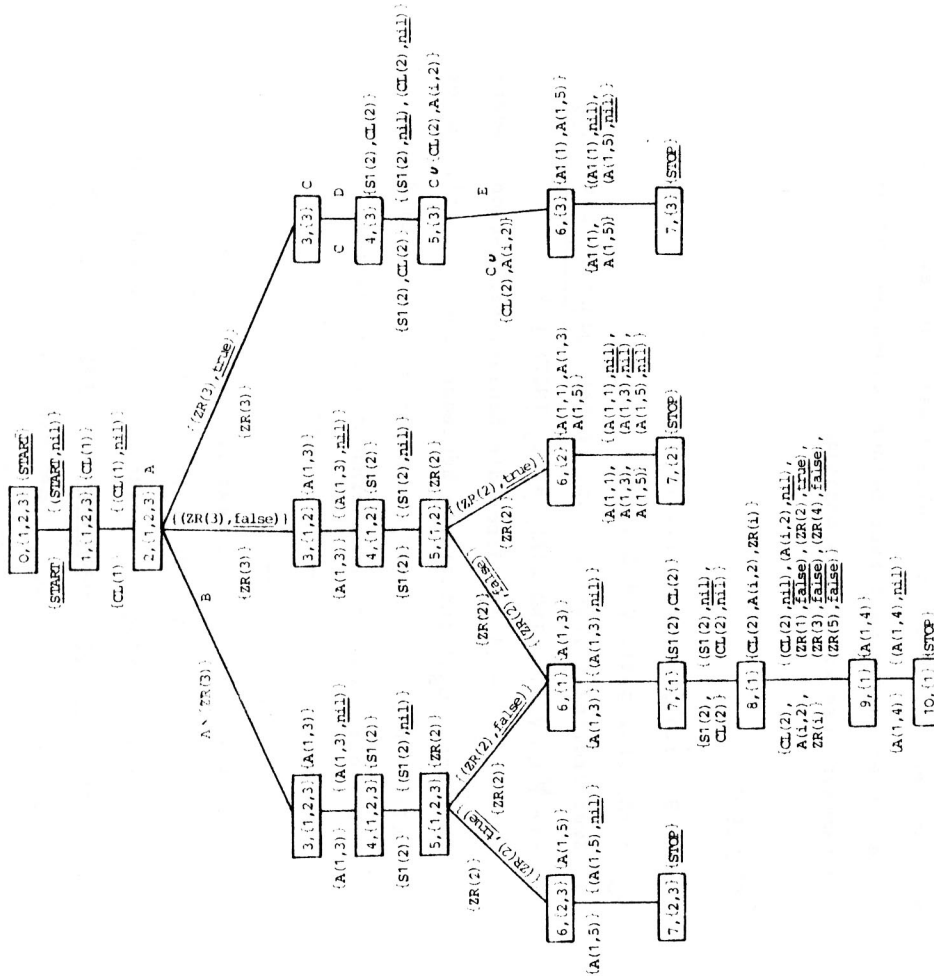 0,{1,2,3} {START}
{START} {(START,nil)}
1,{1,2,3} {CL(1)}
{CL(1)} {(CL(1),nil)}
2,{1,2,3} A
A\{ZR(3)} B
{ZR(3)} {(ZR(3),false)}
{ZR(3)} {(ZR(3),true)}
3,{1,2,3} {A(1,3)}
{A(1,3)} {(A(1,3),nil)}
4,{1,2,3} {S1(2)}
{S1(2)} {(S1(2),nil)}
5,{1,2,3} {ZR(2)}
{ZR(2)} {(ZR(2),true)}
{ZR(2)} {(ZR(2),false)}
3,{1,2} {A(1,3)}
{A(1,3)} {(A(1,3),nil)}
4,{1,2} {S1(2)}
{S1(2)} {(S1(2),nil)}
5,{1,2} {ZR(2)}
{ZR(2)} {(ZR(2),false)}
{ZR(2)} {(ZR(2),true)}
3,{3} C
C D
4,{3} {S1(2),CL(2)}
{S1(2),CL(2)} {(S1(2),nil),(CL(2),nil)}
5,{3} C∪{CL(2),A(i,2)}
C∪
{CL(2),A(i,2)} E
6,{2,3} {A(1,5)}
{A(1,5)} {(A(1,5),nil)}
7,{2,3} {STOP}
6,{1} {A(1,3)}
{A(1,3)} {(A(1,3),nil)}
7,{1} {S1(2),CL(2)}
{S1(2), {(S1(2),nil),
CL(2)} (CL(2),nil)}
8,{1} {CL(2),A(i,2),ZR(i)}
{CL(2), {(CL(2),nil),(A(i,2),nil),
A(i,2), (ZR(1),false),(ZR(2),true),
ZR(i)} (ZR(3),false),(ZR(4),false),
(ZR(5),false)}
9,{1} {A(1,4)}
{A(1,4)} {(A(1,4),nil)}
10,{1} {STOP}
6,{2} {A(1,1),A(1,3)
A(1,5)}
{A(1,1), {(A(1,1),nil),
A(1,3), (A(1,3),nil),
A(1,5)} (A(1,5),nil)}
7,{2} {STOP}
6,{3} {A1(1),A(1,5)}
{A1(1), {(A1(1),nil),
A(1,5)} (A(1,5),nil)}
7,{3} {STOP}